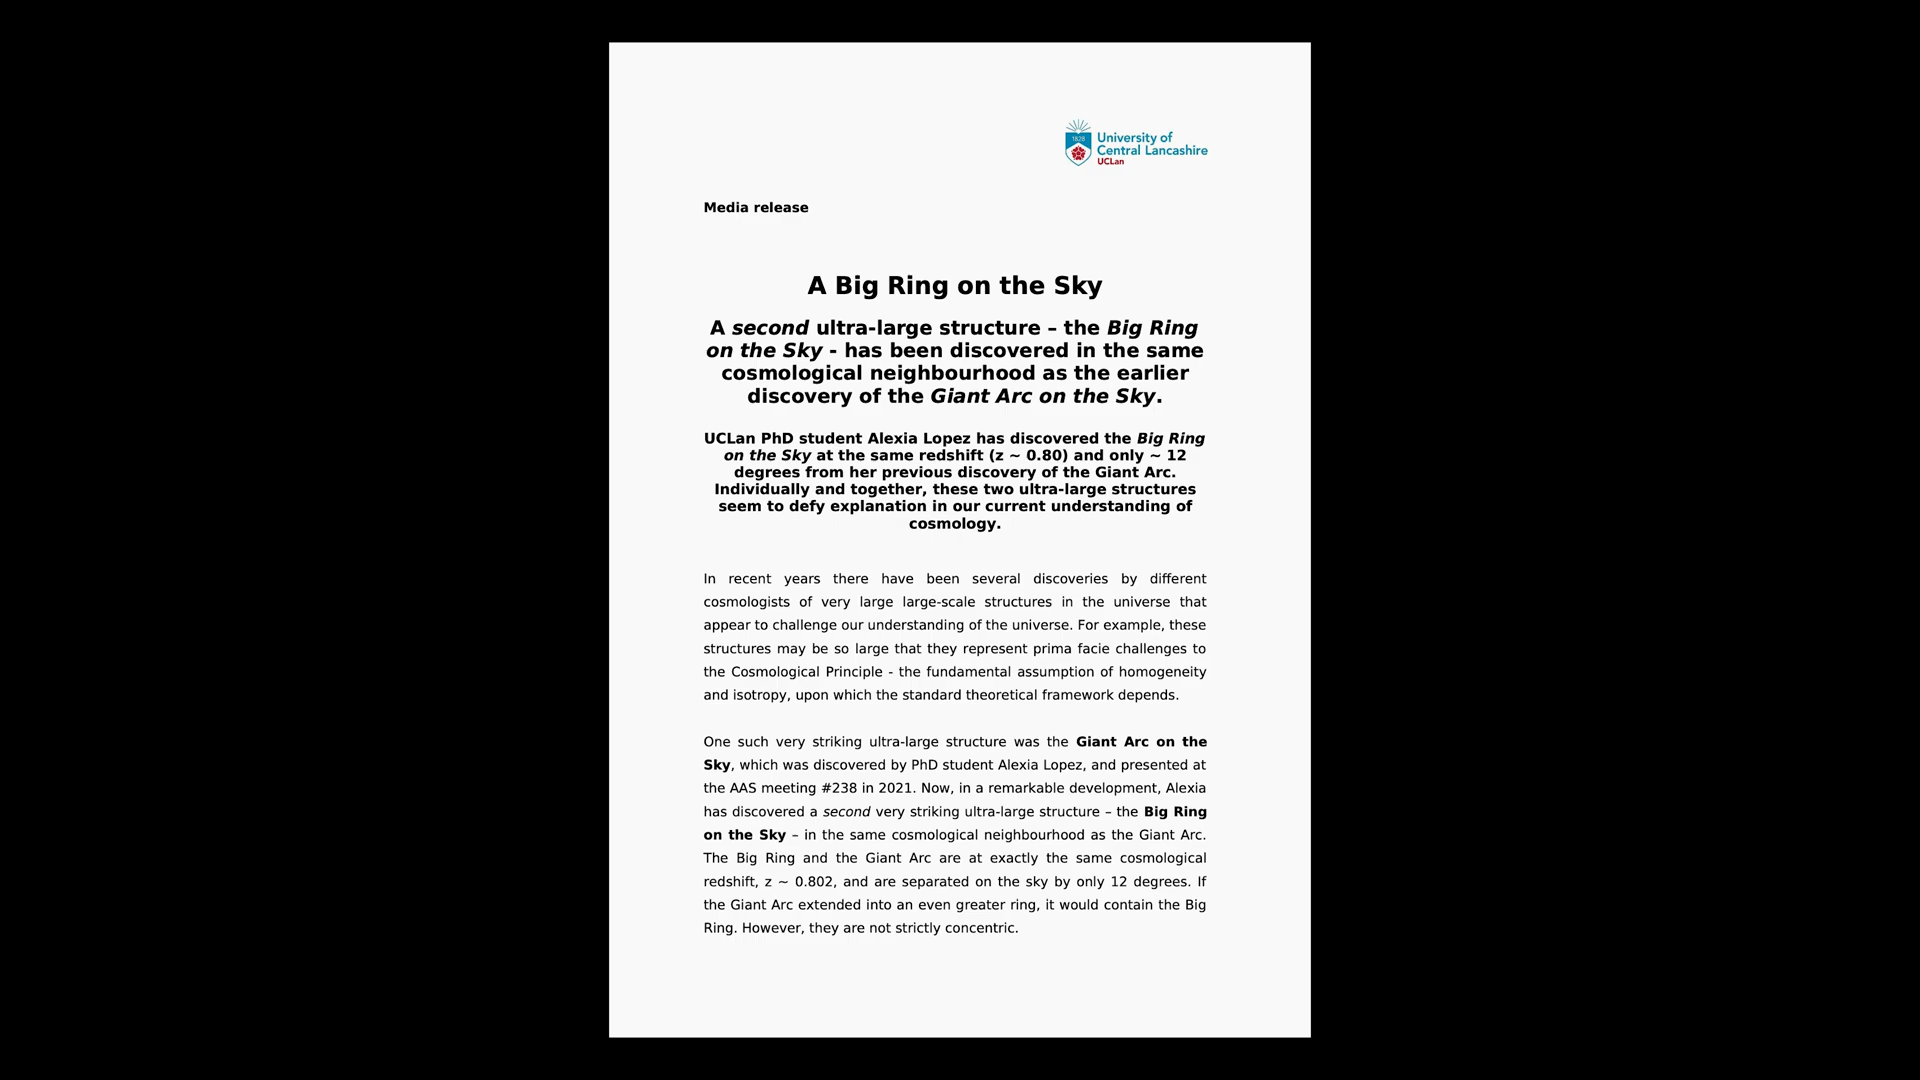 1828
University of
Central Lancashire
UCLan
Media release
A Big Ring on the Sky
A second ultra-large structure – the Big Ring
on the Sky - has been discovered in the same
cosmological neighbourhood as the earlier
discovery of the Giant Arc on the Sky.
UCLan PhD student Alexia Lopez has discovered the Big Ring
on the Sky at the same redshift (z ~ 0.80) and only ~ 12
degrees from her previous discovery of the Giant Arc.
Individually and together, these two ultra-large structures
seem to defy explanation in our current understanding of
cosmology.
In recent years there have been several discoveries by different
cosmologists of very large large-scale structures in the universe that
appear to challenge our understanding of the universe. For example, these
structures may be so large that they represent prima facie challenges to
the Cosmological Principle - the fundamental assumption of homogeneity
and isotropy, upon which the standard theoretical framework depends.
One such very striking ultra-large structure was the Giant Arc on the
Sky, which was discovered by PhD student Alexia Lopez, and presented at
the AAS meeting #238 in 2021. Now, in a remarkable development, Alexia
has discovered a second very striking ultra-large structure – the Big Ring
on the Sky – in the same cosmological neighbourhood as the Giant Arc.
The Big Ring and the Giant Arc are at exactly the same cosmological
redshift, z ~ 0.802, and are separated on the sky by only 12 degrees. If
the Giant Arc extended into an even greater ring, it would contain the Big
Ring. However, they are not strictly concentric.